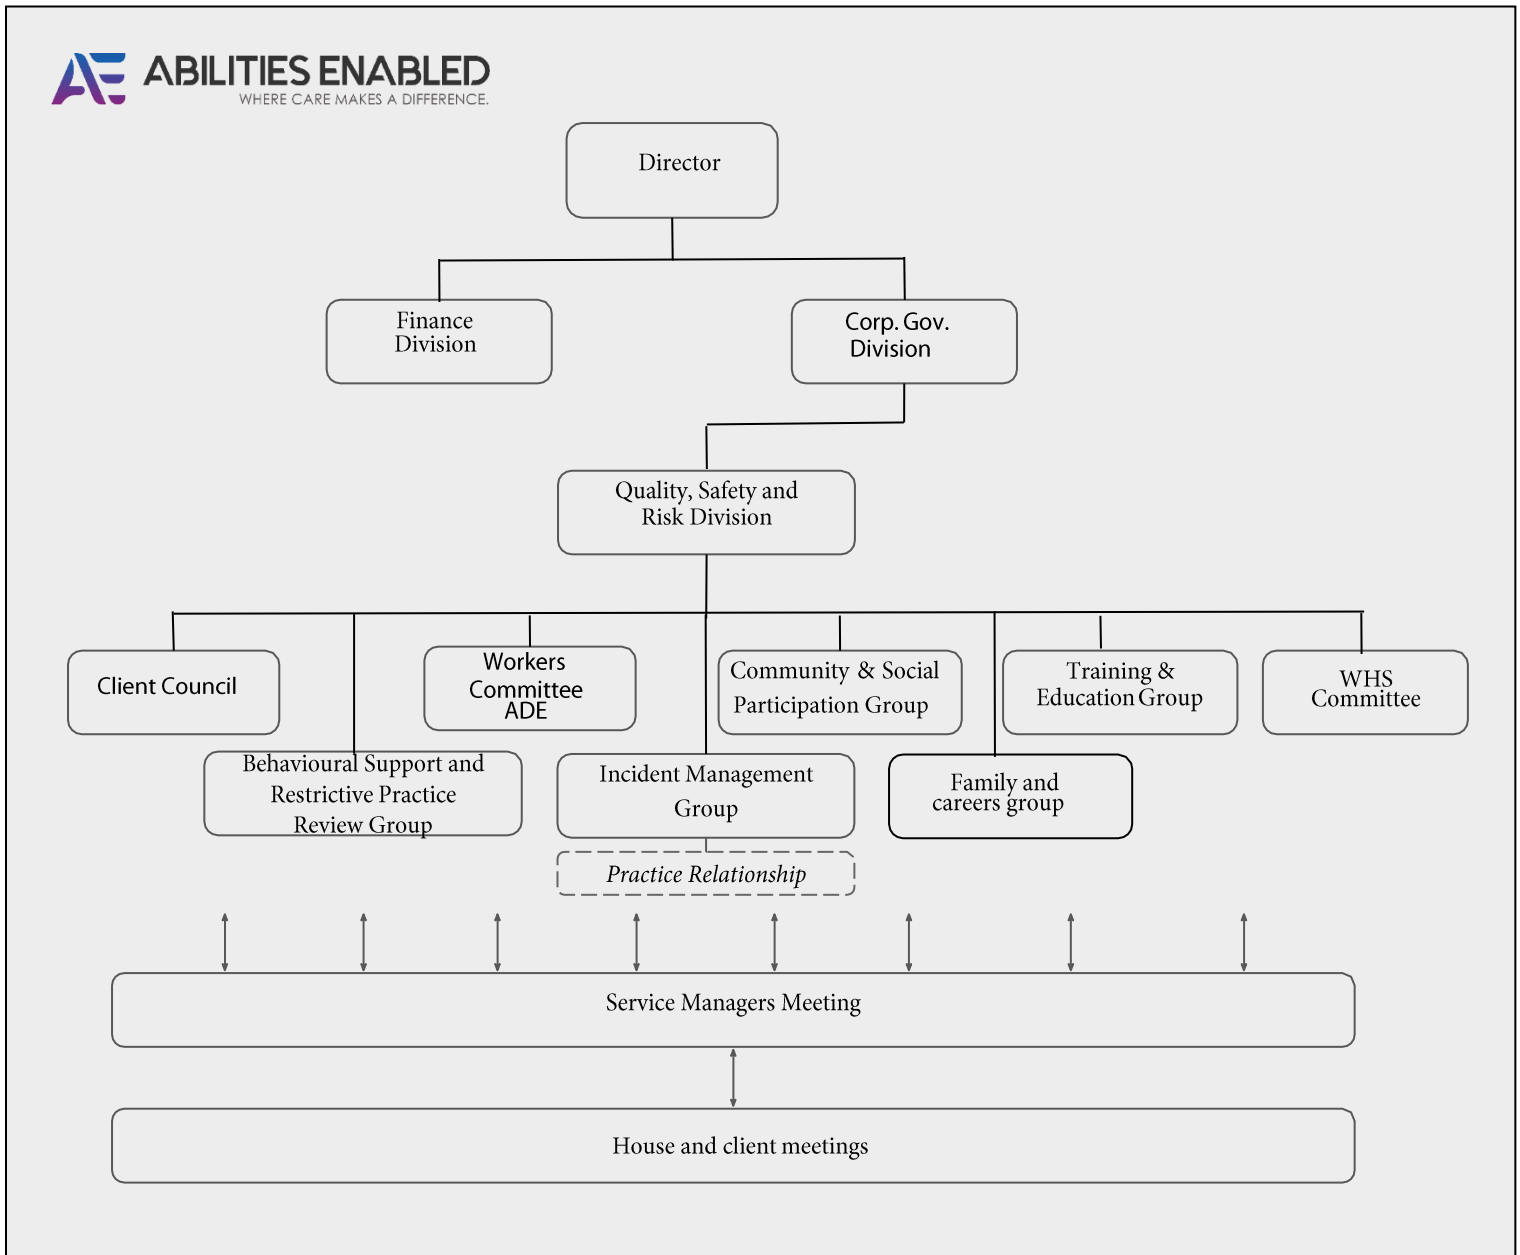 AE ABILITIES ENABLED
WHERE CARE MAKES A DIFFERENCE.
Director
Finance
Division
Corp. Gov.
Division
Quality, Safety and
Risk Division
Client Council
Workers
Committee
ADE
Community & Social
Participation Group
Training &
Education Group
WHS
Committee
Behavioural Support and
Restrictive Practice
Review Group
Incident Management
Group
Family and
careers group
Practice Relationship
Service Managers Meeting
House and client meetings